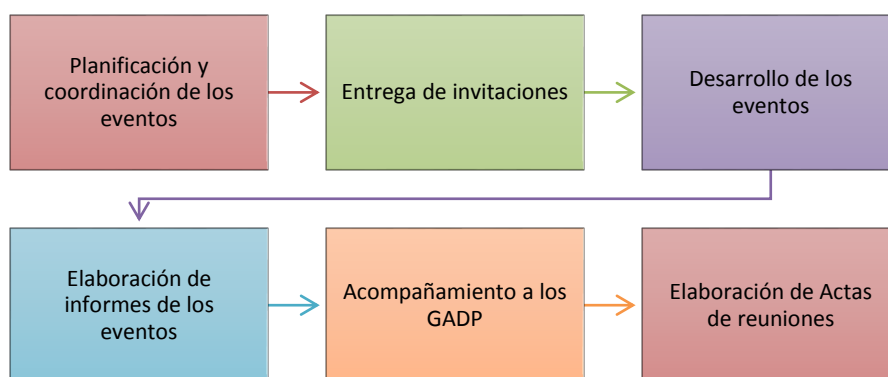 Planificación y
coordinación de los
eventos
Entrega de invitaciones
Desarrollo de los
eventos
Elaboración de
informes de los
eventos
Acompañamiento a los
GADP
Elaboración de Actas
de reuniones